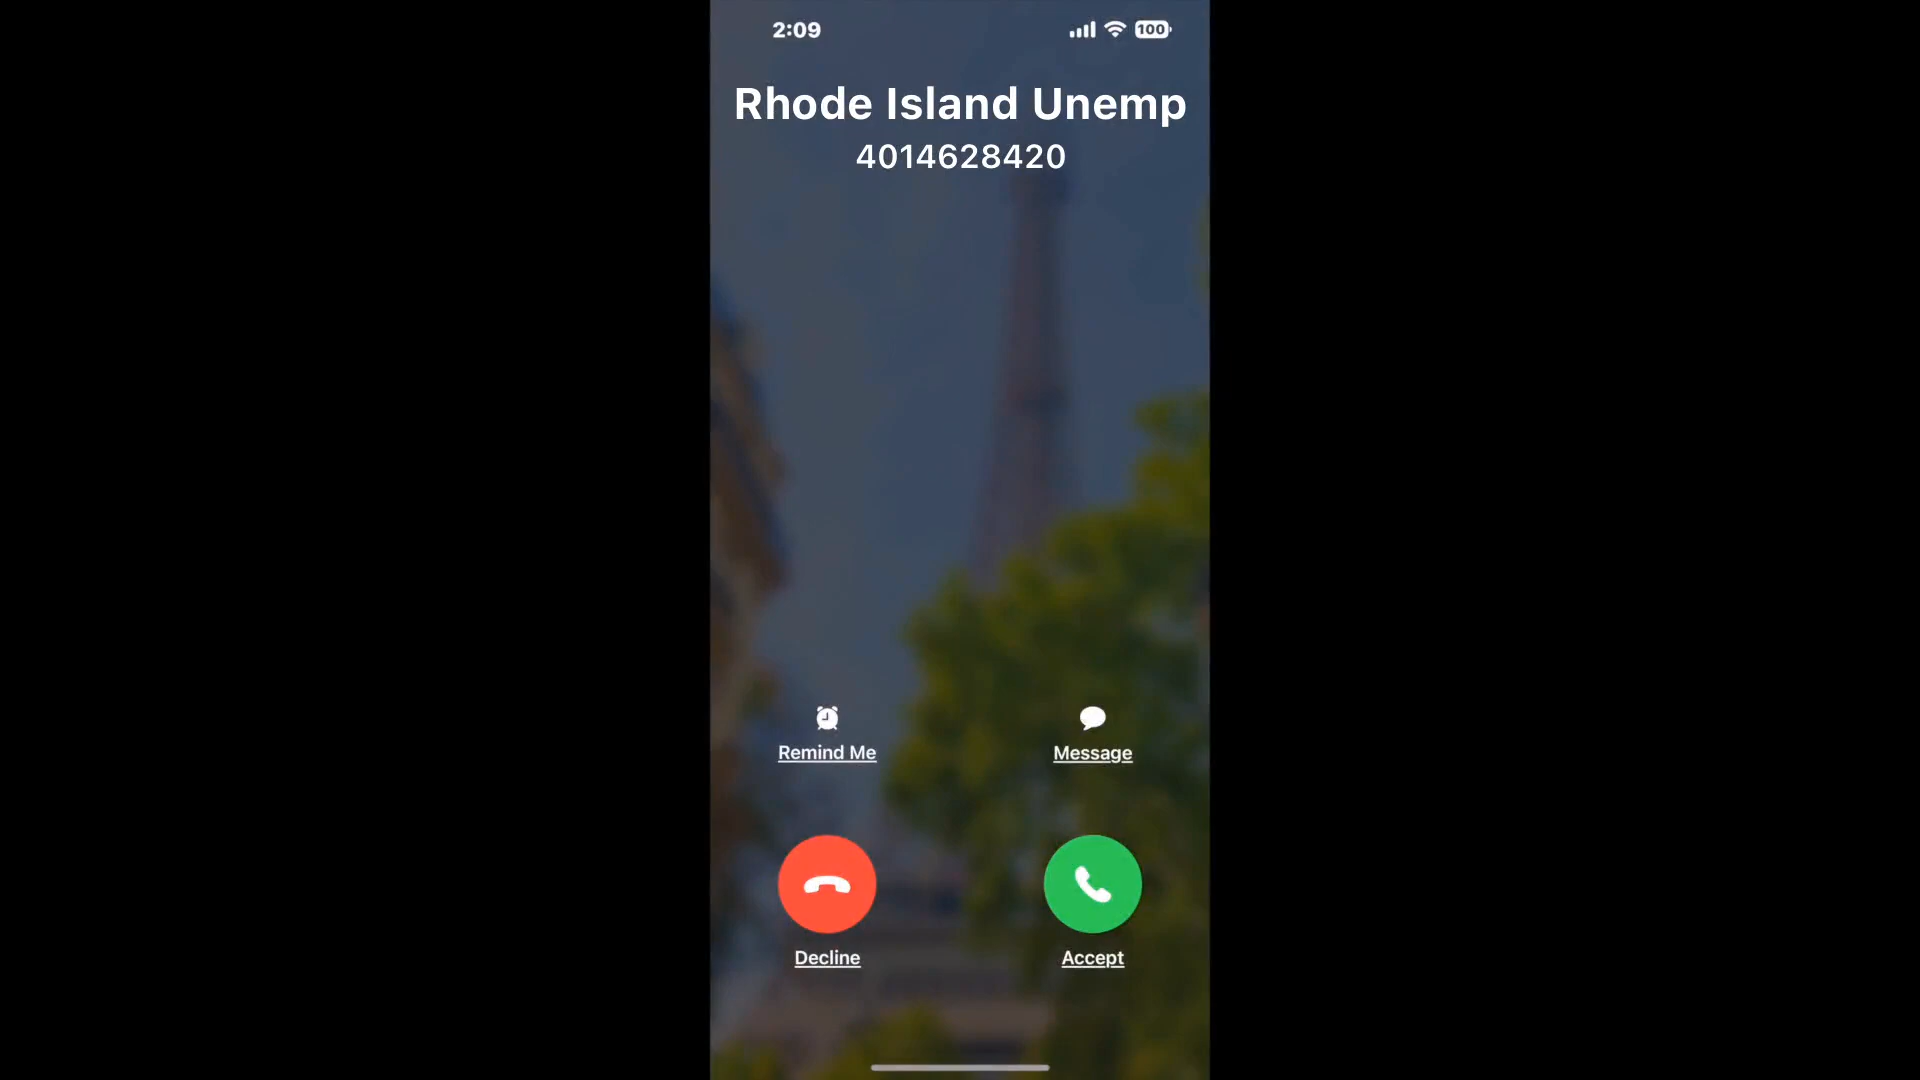 2:09
100
Rhode Island Unemp
4014628420
Remind Me
Message
Decline
Accept